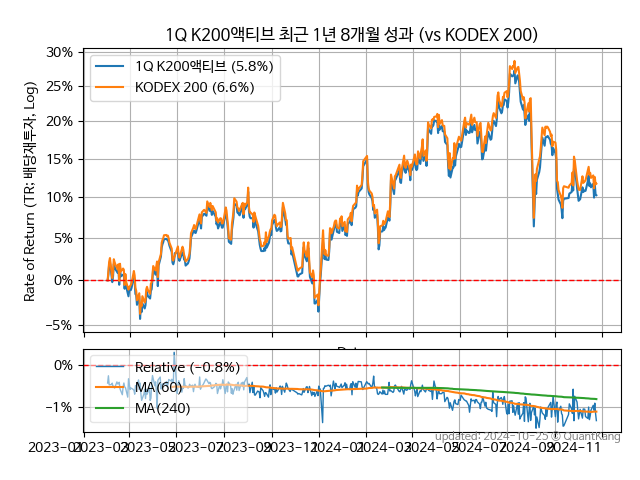 1Q K200액티브 최근 1년 8개월 성과 (vs KODEX 200)
Rate of Return (TR: 배당재투자, Log)
30%
25%
20%
15%
10%
5%
0%
−5%
1Q K200액티브 (5.8%)
KODEX 200 (6.6%)
0%
−1%
Relative (−0.8%)
MA(60)
MA(240)
updated: 2024-10-25 ⓒ QuantKang
2023-01 2023-03 2023-05 2023-07 2023-09 2023-11 2024-01 2024-03 2024-05 2024-07 2024-09 2024-11